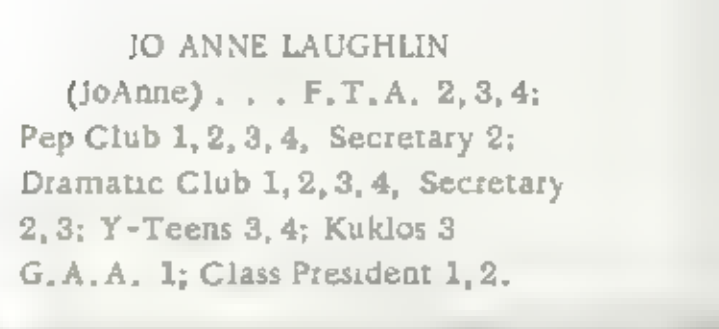 JO ANNE LAUGHLIN
(JoAnne) . . . F.T.A. 2,3,4;
Pep Club 1,2,3,4, Secretary 2;
Dramatic Club 1,2,3,4, Secretary
2,3; Y-Teens 3,4; Kuklos 3
G.A.A. 1; Class President 1,2.